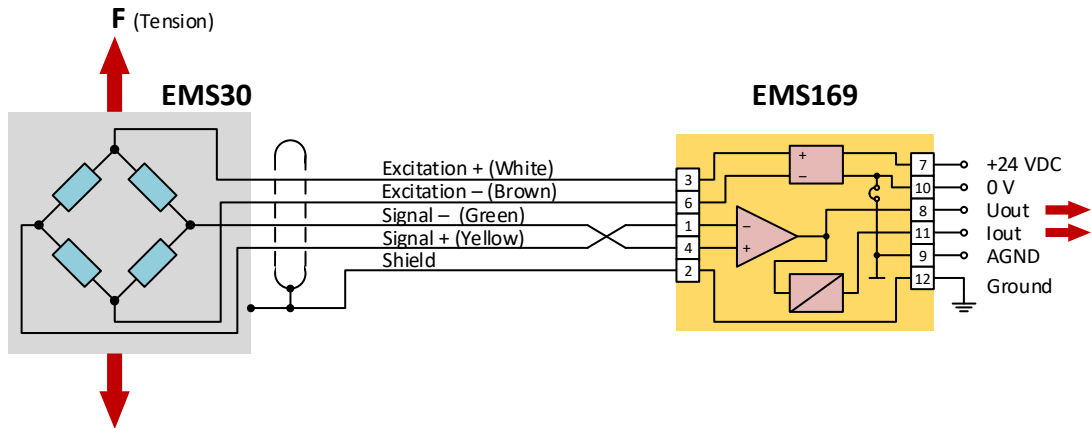 F (Tension)
EMS30
EMS169
Excitation + (White)
Excitation – (Brown)
Signal – (Green)
Signal + (Yellow)
Shield
3
6
1
4
2
+
–
–
+
7
10
8
11
9
12
+24 VDC
0 V
Uout
Iout
AGND
Ground